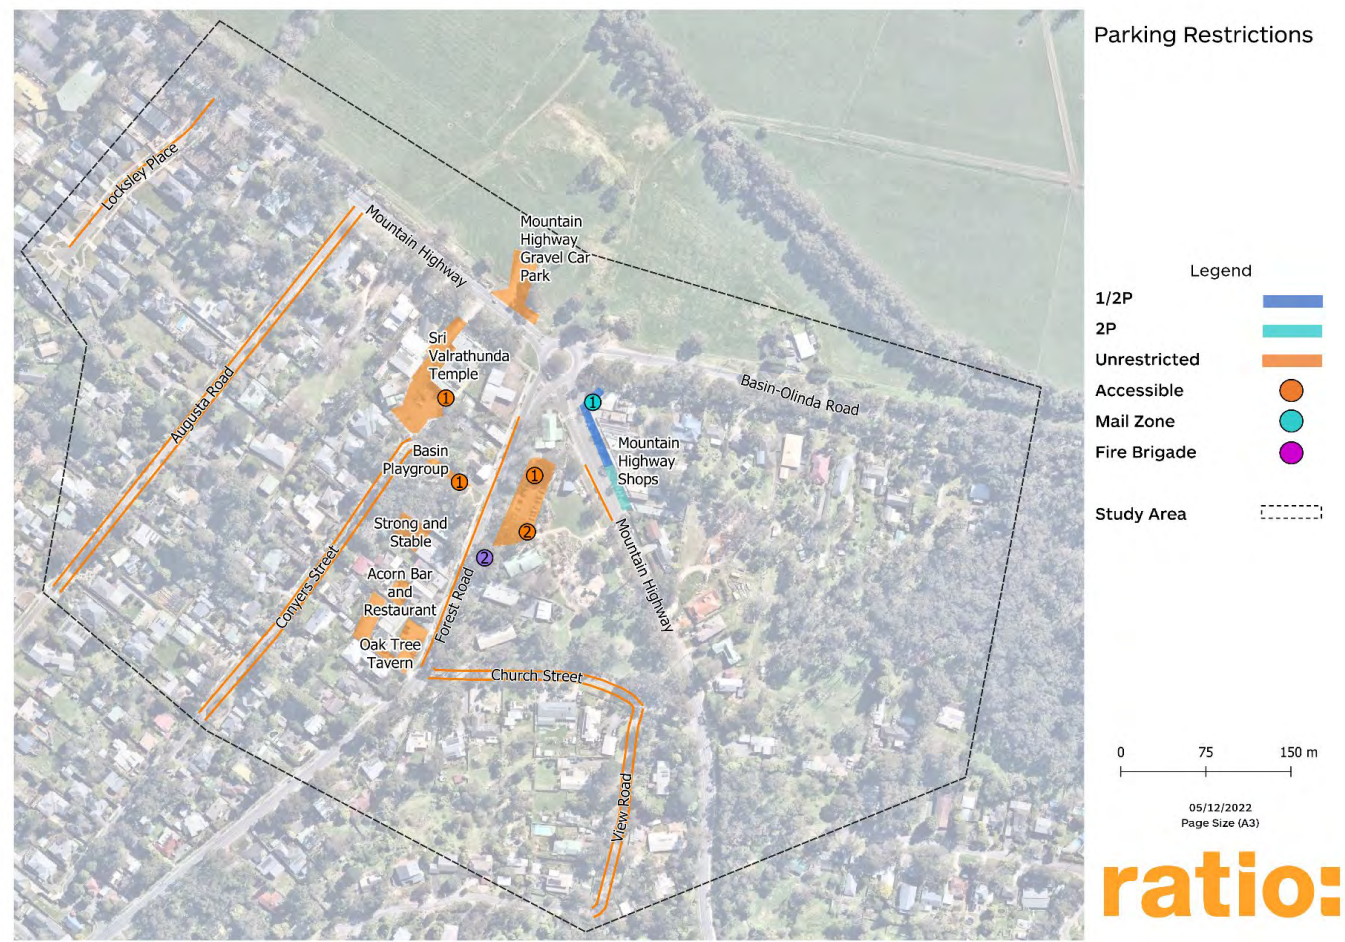 Parking Restrictions
Locksley Place
Mountain Highway
Mountain
Highway
Gravel Car
Park
Sri
Valrathunda
Temple
1
Augusta Road
Basin-Olinda Road
1
Mountain
Highway
Shops
Basin
Playgroup
1
1
Strong and
Stable
2
2
Mountain Highway
Conyers Street
Acorn Bar
and
Restaurant
Forest Road
Oak Tree
Tavern
Church Street
View Road
Legend
1/2P
2P
Unrestricted
Accessible
Mail Zone
Fire Brigade
Study Area
0 75 150 m
05/12/2022
Page Size (A3)
ratio: